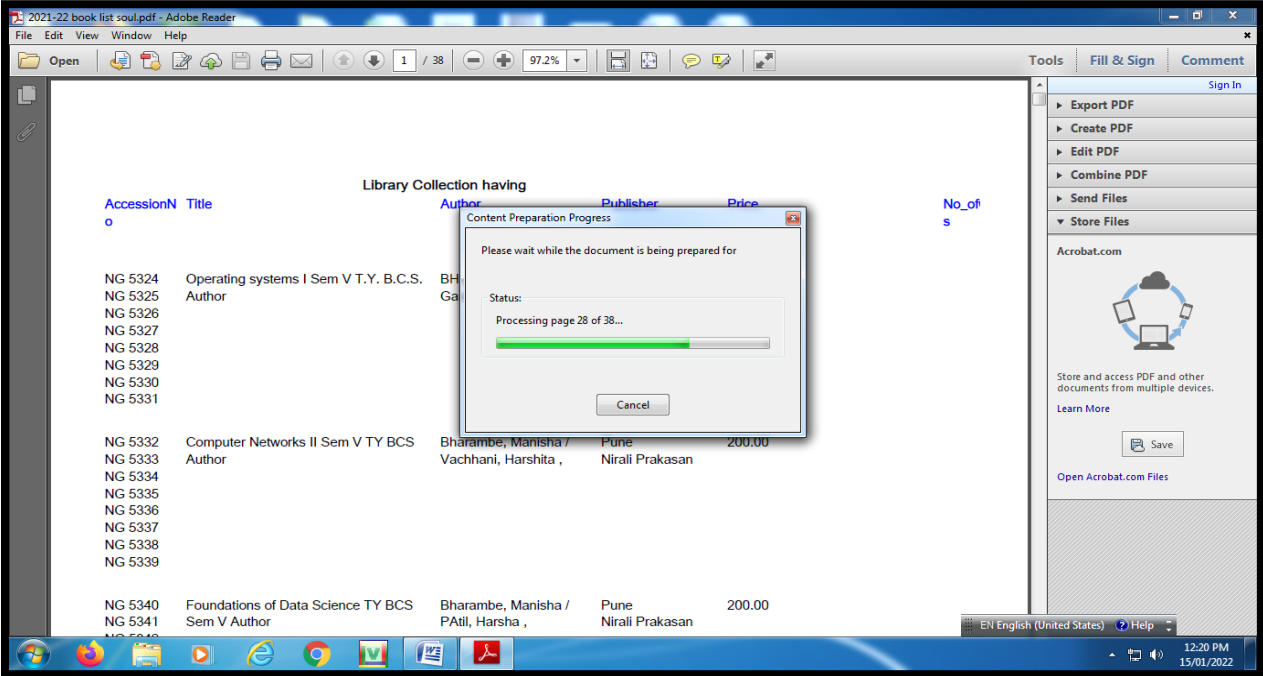 2021-22 book list soul.pdf - Adobe Reader
File Edit View Window Help
Open 1 / 38 97.2% Tools Fill & Sign Comment
Sign In
Export PDF
Create PDF
Edit PDF
Combine PDF
Send Files
Store Files
Acrobat.com
Store and access PDF and other
documents from multiple devices.
Learn More
Save
Open Acrobat.com Files
Library Collection having
AccessionN Title Author Publisher Price No_of
o s
NG 5324 Operating systems I Sem V T.Y. B.C.S. BH
NG 5325 Author Ga
NG 5326
NG 5327
NG 5328
NG 5329
NG 5330
NG 5331
NG 5332 Computer Networks II Sem V TY BCS Bharambe, Manisha / Pune 200.00
NG 5333 Author Vachhani, Harshita , Nirali Prakasan
NG 5334
NG 5335
NG 5336
NG 5337
NG 5338
NG 5339
NG 5340 Foundations of Data Science TY BCS Bharambe, Manisha / Pune 200.00
NG 5341 Sem V Author PAtil, Harsha , Nirali Prakasan
Content Preparation Progress
Please wait while the document is being prepared for
Status:
Processing page 28 of 38...
Cancel
EN English (United States) Help
12:20 PM
15/01/2022